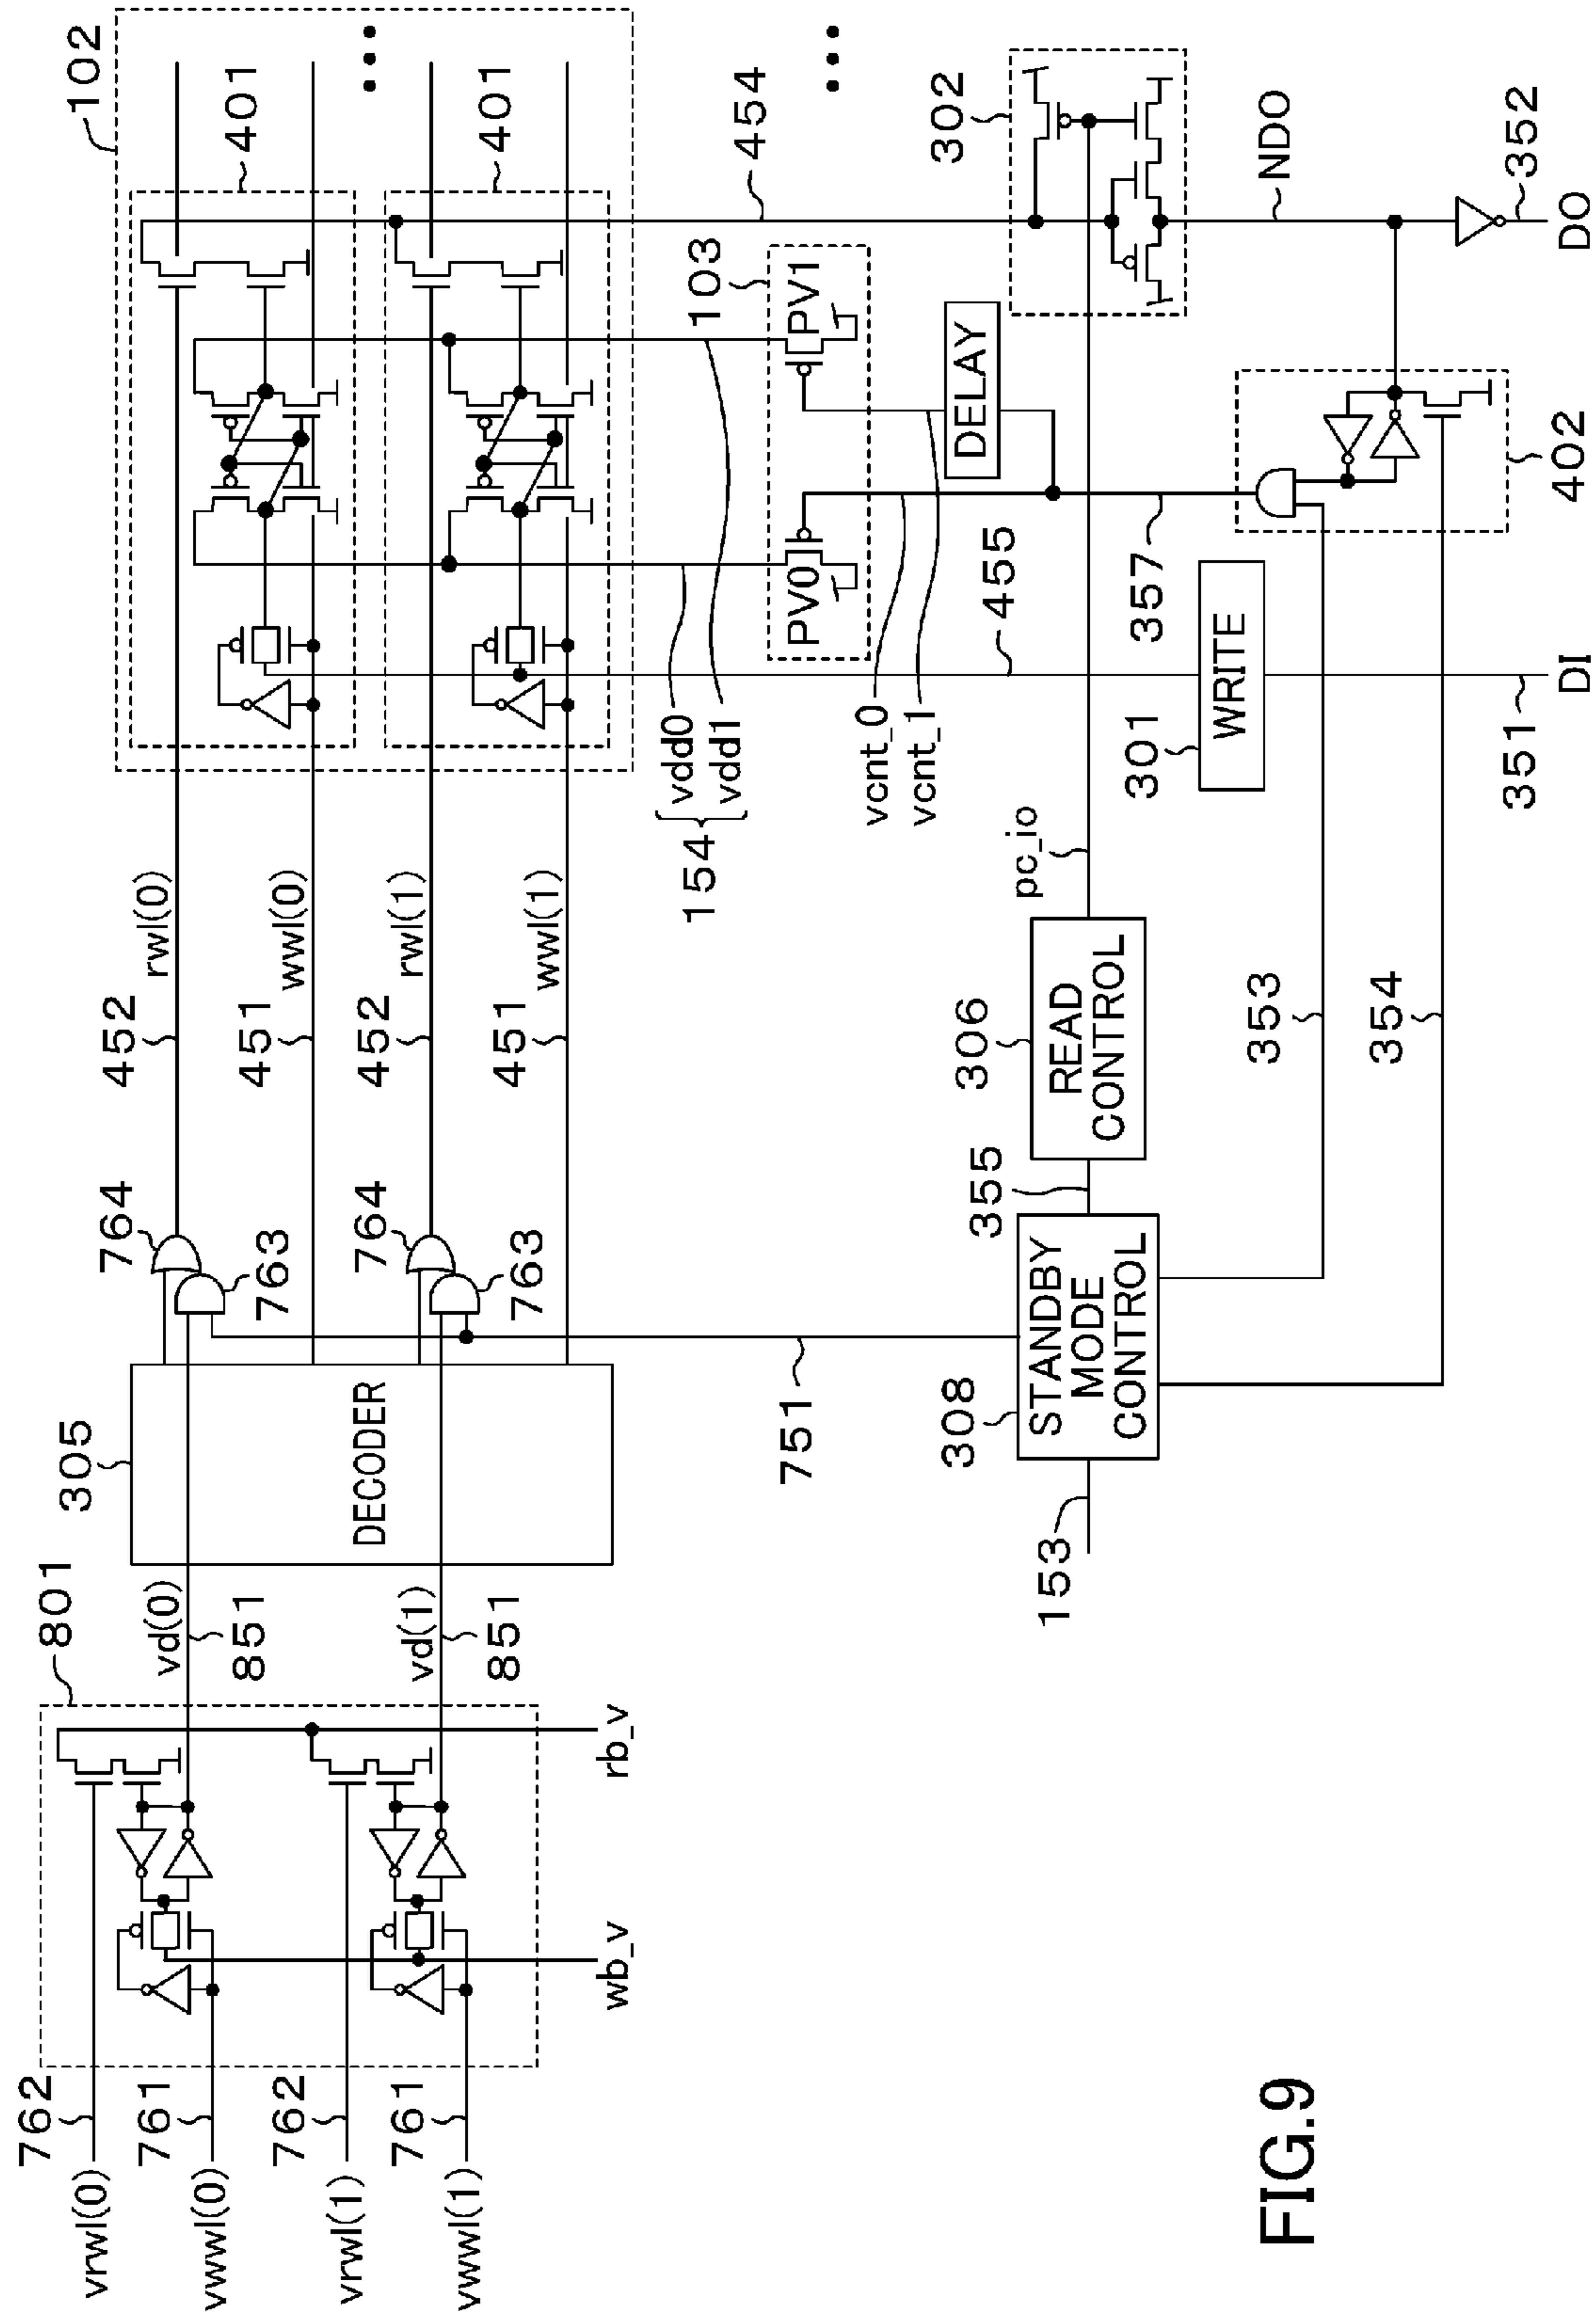 102
401
401
452
rwl(0)
451
wwl(0)
452
rwl(1)
451
wwl(1)
764
763
764
763
305
DECODER
801
vd(0)
851
vd(1)
851
rb_v
wb_v
762
vrwl(0)
761
vwwl(0)
762
vrwl(1)
761
vwwl(1)
454
103
PV1
PV0
vdd0
vdd1
154
DELAY
vcnt_0
vcnt_1
455
357
302
NDO
352
DO
402
WRITE
301
351
DI
pc_io
306
READ
CONTROL
355
353
354
751
308
STANDBY
MODE
CONTROL
153
FIG.9